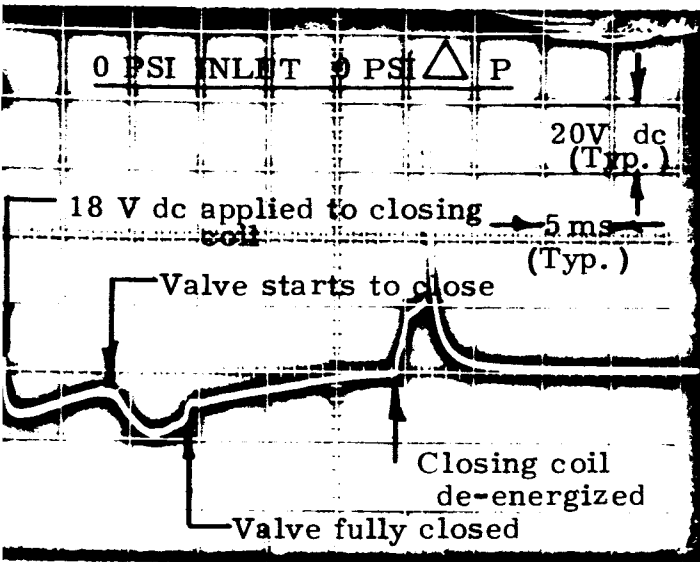 0 PSI INLET 0 PSI △ P
20V dc
(Typ.)
18 V dc applied to closing
coil
5 ms
(Typ.)
Valve starts to close
Closing coil
de-energized
Valve fully closed